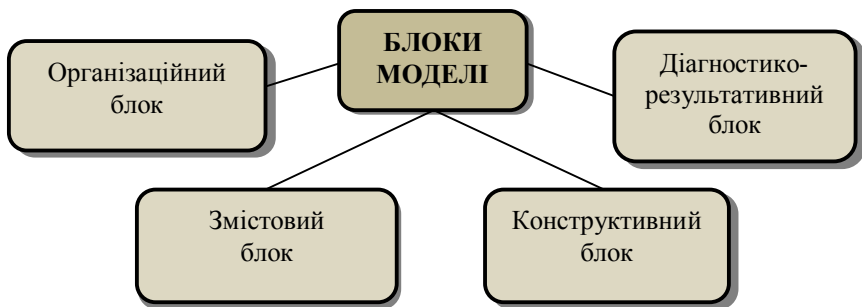 БЛОКИ
МОДЕЛІ
Організаційний
блок
Діагностико-
результативний
блок
Змістовий
блок
Конструктивний
блок